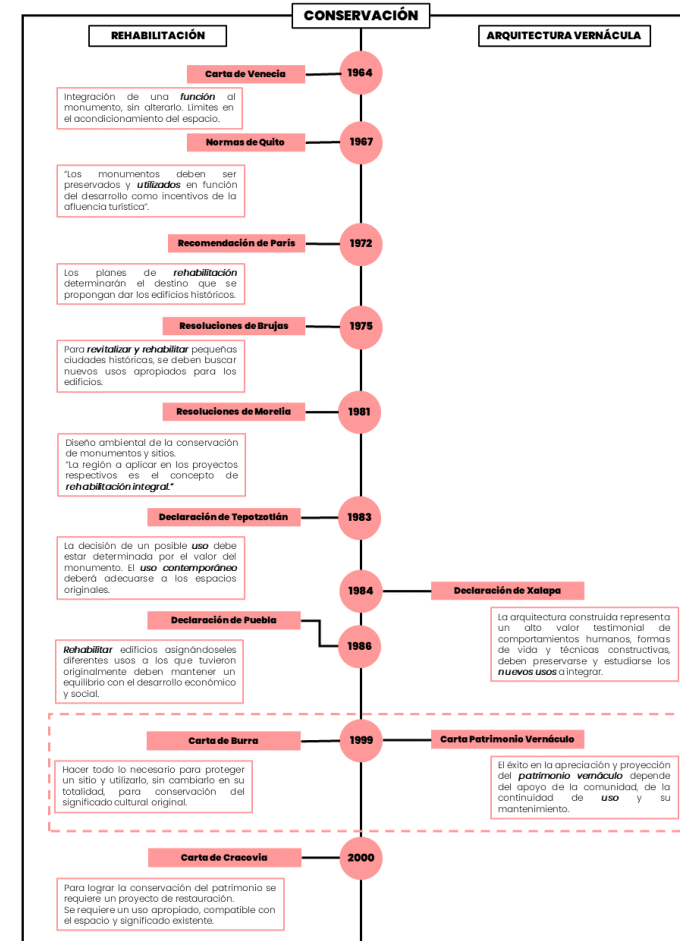 CONSERVACIÓN
REHABILITACIÓN
ARQUITECTURA VERNÁCULA
Carta de Venecia
1964
Integración de una función al
monumento, sin alterarlo. Límites en
el acondicionamiento del espacio.
Normas de Quito
1967
"Los monumentos deben ser
preservados y utilizados en función
del desarrollo como incentivos de la
afluencia turística".
Recomendación de París
1972
Los planes de rehabilitación
determinarán el destino que se
propongan dar los edificios históricos.
Resoluciones de Brujas
1975
Para revitalizar y rehabilitar pequeñas
ciudades históricas, se deben buscar
nuevos usos apropiados para los
edificios.
Resoluciones de Morelia
1981
Diseño ambiental de la conservación
de monumentos y sitios.
"La región a aplicar en los proyectos
respectivos es el concepto de
rehabilitación integral."
Declaración de Tepotzotlán
1983
La decisión de un posible uso debe
estar determinada por el valor del
monumento. El uso contemporáneo
deberá adecuarse a los espacios
originales.
1984
Declaración de Xalapa
La arquitectura construida representa
un alto valor testimonial de
comportamientos humanos, formas
de vida y técnicas constructivas,
deben preservarse y estudiarse los
nuevos usos a integrar.
Declaración de Puebla
1986
Rehabilitar edificios asignándoseles
diferentes usos a los que tuvieron
originalmente deben mantener un
equilibrio con el desarrollo económico
y social.
Carta de Burra
1999
Carta Patrimonio Vernáculo
Hacer todo lo necesario para proteger
un sitio y utilizarlo, sin cambiarlo en su
totalidad, para conservación del
significado cultural original.
El éxito en la apreciación y proyección
del patrimonio vernáculo depende
del apoyo de la comunidad, de la
continuidad de uso y su
mantenimiento.
Carta de Cracovia
2000
Para lograr la conservación del patrimonio se
requiere un proyecto de restauración.
Se requiere un uso apropiado, compatible con
el espacio y significado existente.